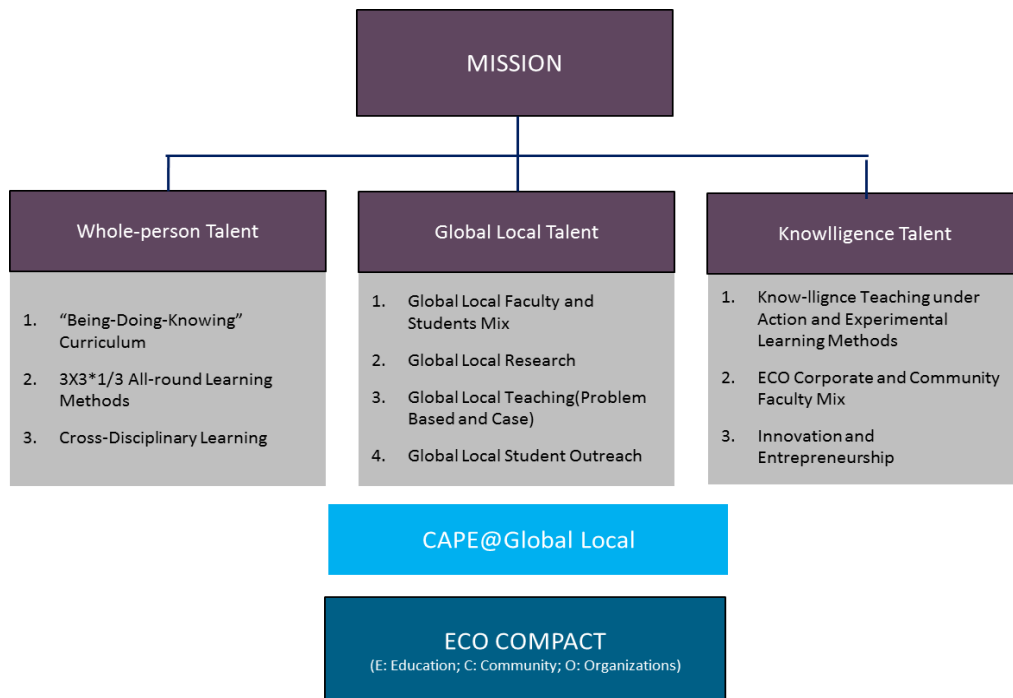 MISSION
Whole-person Talent
1. “Being-Doing-Knowing”
Curriculum
2. 3X3*1/3 All-round Learning
Methods
3. Cross-Disciplinary Learning
Global Local Talent
1. Global Local Faculty and
Students Mix
2. Global Local Research
3. Global Local Teaching(Problem
Based and Case)
4. Global Local Student Outreach
Knowlligence Talent
1. Know-llignce Teaching under
Action and Experimental
Learning Methods
2. ECO Corporate and Community
Faculty Mix
3. Innovation and
Entrepreneurship
CAPE@Global Local
ECO COMPACT
(E: Education; C: Community; O: Organizations)